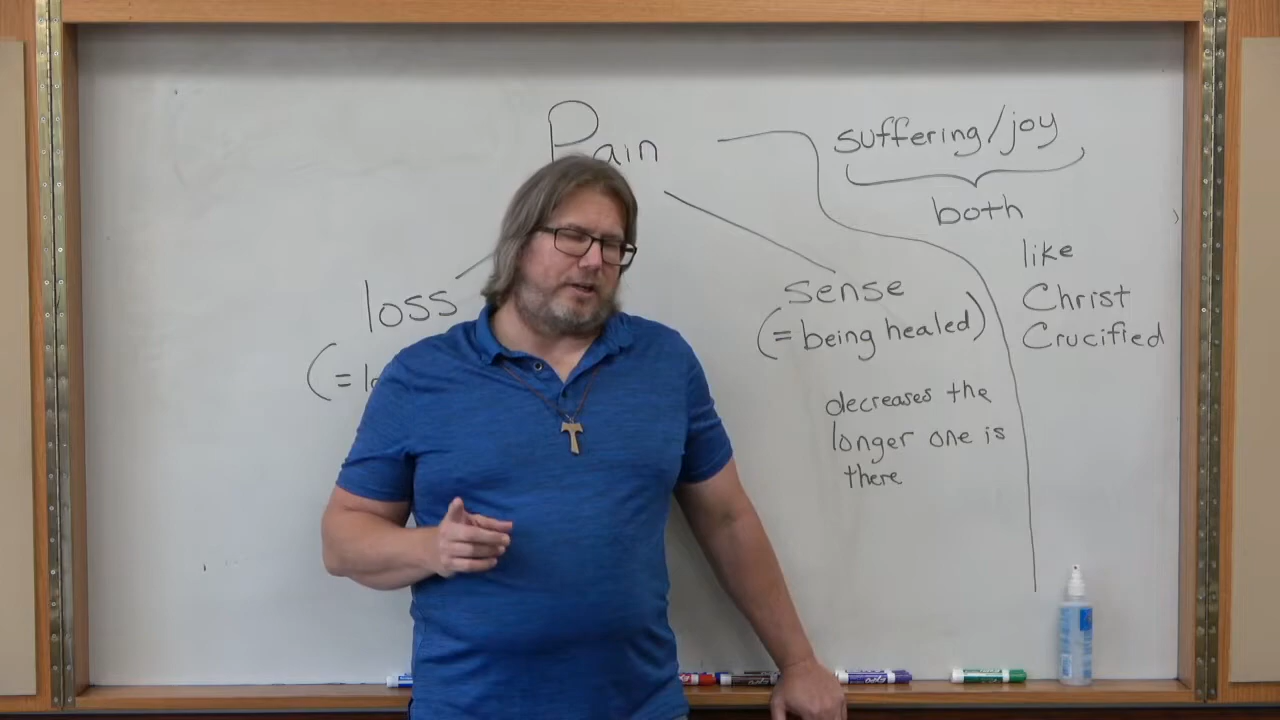 Pain
suffering/joy
both
like
Christ
Crucified
loss
(=
sense
(= being healed)
decreases the
longer one is
there